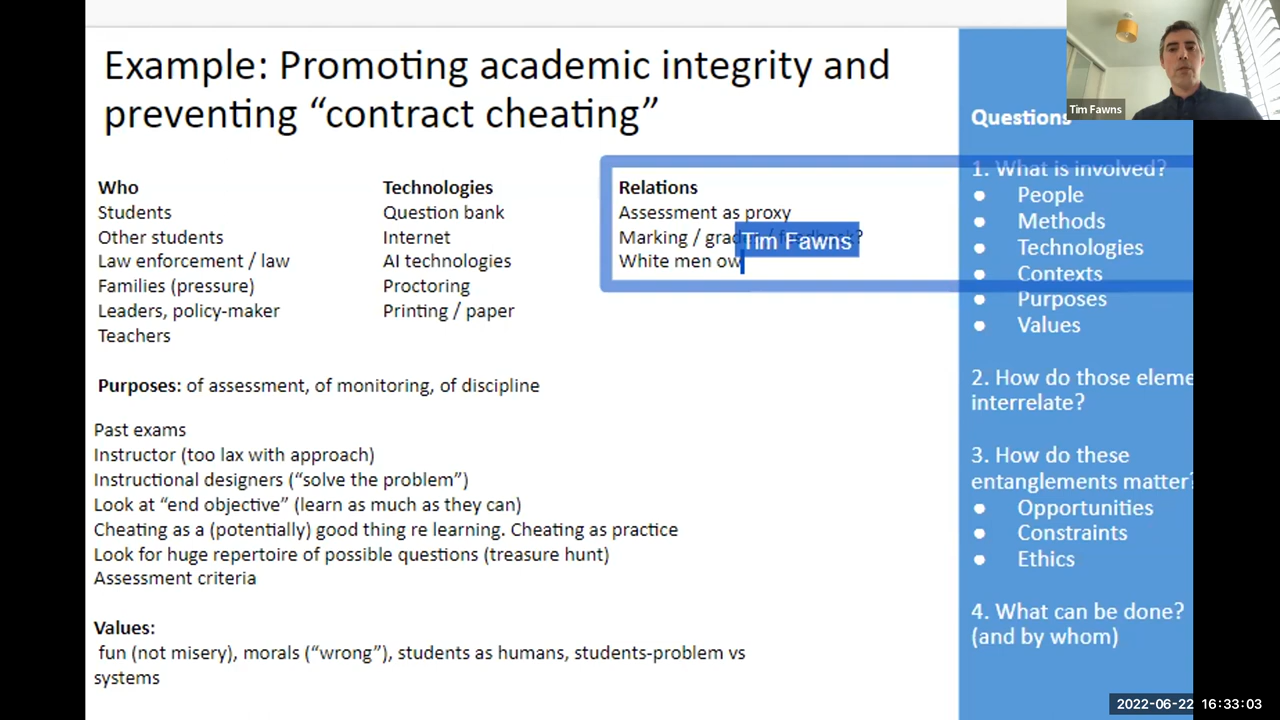 Example: Promoting academic integrity and
preventing “contract cheating”
Who
Students
Other students
Law enforcement / law
Families (pressure)
Leaders, policy-maker
Teachers
Technologies
Question bank
Internet
AI technologies
Proctoring
Printing / paper
Relations
Assessment as proxy
Marking / grades / feedback?
White men ow
Tim Fawns
Purposes: of assessment, of monitoring, of discipline
Past exams
Instructor (too lax with approach)
Instructional designers (“solve the problem”)
Look at “end objective” (learn as much as they can)
Cheating as a (potentially) good thing re learning. Cheating as practice
Look for huge repertoire of possible questions (treasure hunt)
Assessment criteria
Values:
fun (not misery), morals (“wrong”), students as humans, students-problem vs
systems
Tim Fawns
Questions
1. What is involved?
● People
● Methods
● Technologies
● Contexts
● Purposes
● Values
2. How do those eleme
interrelate?
3. How do these
entanglements matter?
● Opportunities
● Constraints
● Ethics
4. What can be done?
(and by whom)
2022-06-22 16:33:03